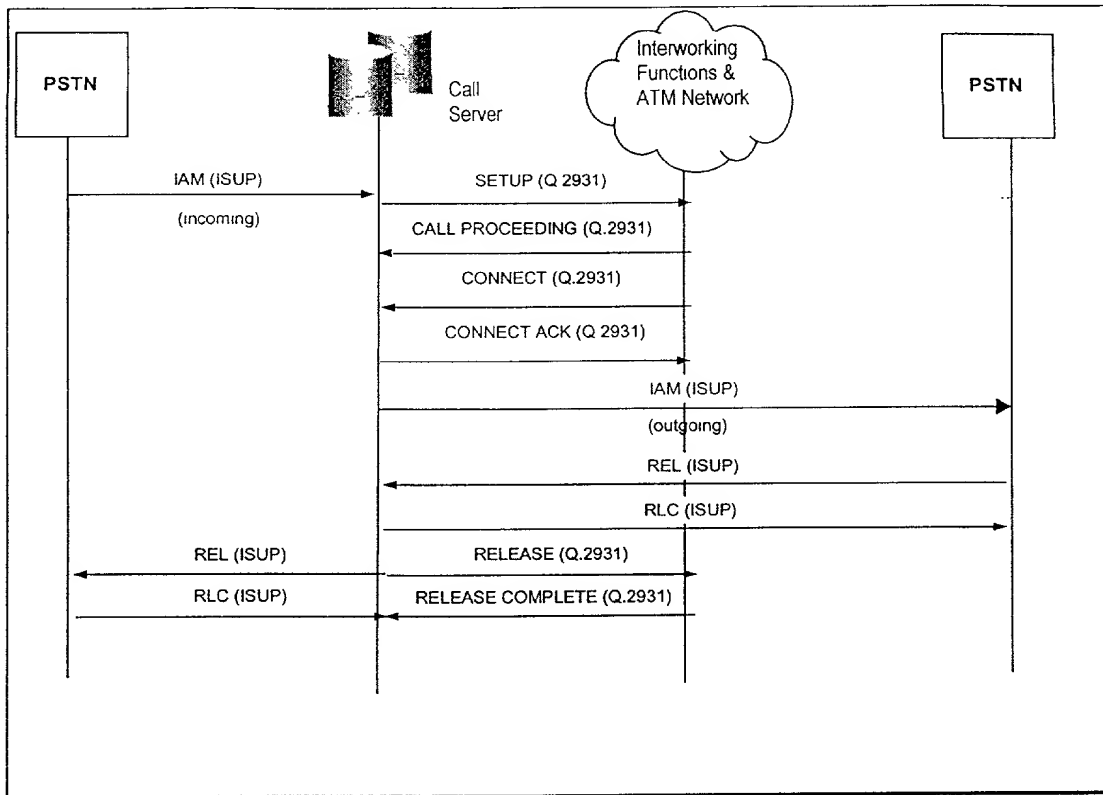 PSTN
Call
Server
Interworking
Functions &
ATM Network
PSTN
IAM (ISUP)
(incoming)
SETUP (Q 2931)
CALL PROCEEDING (Q.2931)
CONNECT (Q.2931)
CONNECT ACK (Q 2931)
IAM (ISUP)
(outgoing)
REL (ISUP)
RLC (ISUP)
REL (ISUP)
RELEASE (Q.2931)
RLC (ISUP)
RELEASE COMPLETE (Q.2931)